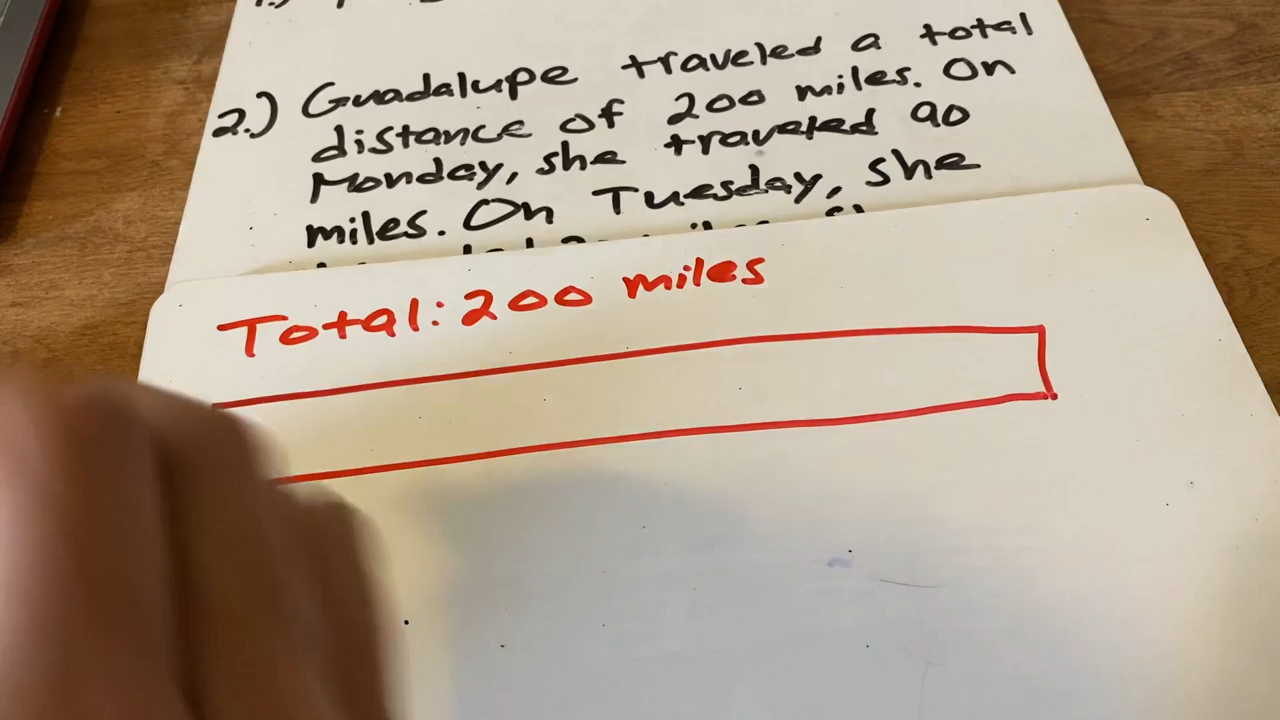 2.) Guadalupe traveled a total
distance of 200 miles. On
Monday, she traveled 90
miles. On Tuesday, she
Total: 200 miles